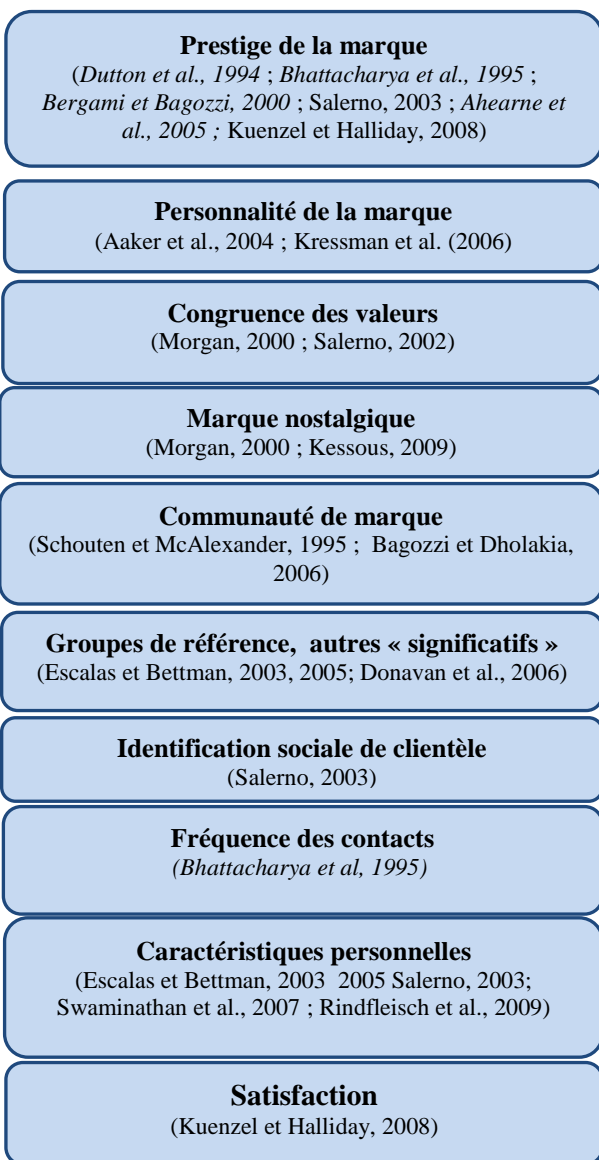 Prestige de la marque
(Dutton et al., 1994 ; Bhattacharya et al., 1995 ;
Bergami et Bagozzi, 2000 ; Salerno, 2003 ; Ahearne et
al., 2005 ; Kuenzel et Halliday, 2008)
Personnalité de la marque
(Aaker et al., 2004 ; Kressman et al. (2006)
Congruence des valeurs
(Morgan, 2000 ; Salerno, 2002)
Marque nostalgique
(Morgan, 2000 ; Kessous, 2009)
Communauté de marque
(Schouten et McAlexander, 1995 ; Bagozzi et Dholakia,
2006)
Groupes de référence, autres « significatifs »
(Escalas et Bettman, 2003, 2005; Donavan et al., 2006)
Identification sociale de clientèle
(Salerno, 2003)
Fréquence des contacts
(Bhattacharya et al, 1995)
Caractéristiques personnelles
(Escalas et Bettman, 2003 2005 Salerno, 2003;
Swaminathan et al., 2007 ; Rindfleisch et al., 2009)
Satisfaction
(Kuenzel et Halliday, 2008)